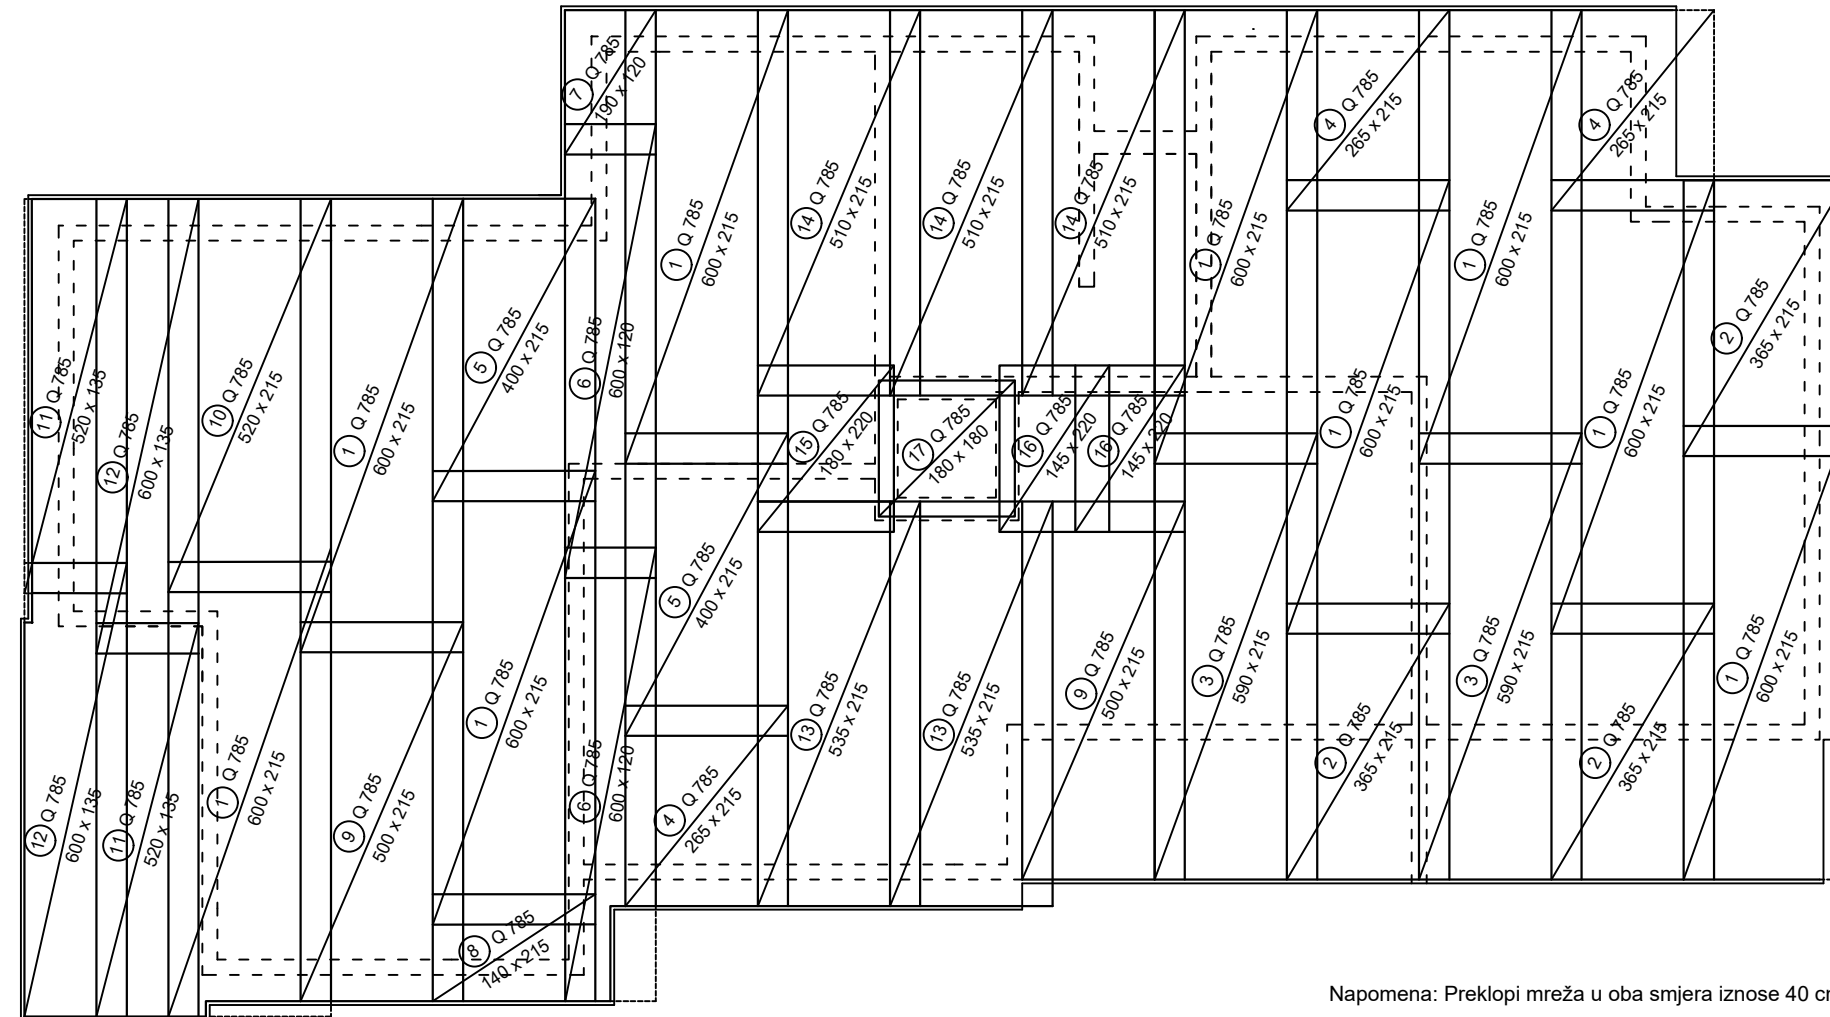 7 Q 785
190 x 120
4 Q 785
265 x 215
4 Q 785
265 x 215
1 Q 785
600 x 215
14 Q 785
510 x 215
14 Q 785
510 x 215
14 Q 785
510 x 215
1 Q 785
600 x 215
1 Q 785
600 x 215
2 Q 785
365 x 215
11 Q 785
520 x 135
12 Q 785
600 x 135
10 Q 785
520 x 215
1 Q 785
600 x 215
5 Q 785
400 x 215
6 Q 785
600 x 120
15 Q 785
180 x 220
17 Q 785
180 x 180
16 Q 785
145 x 220
16 Q 785
145 x 220
1 Q 785
600 x 215
1 Q 785
600 x 215
5 Q 785
400 x 215
1 Q 785
600 x 215
13 Q 785
535 x 215
13 Q 785
535 x 215
9 Q 785
500 x 215
3 Q 785
590 x 215
3 Q 785
590 x 215
1 Q 785
600 x 215
2 Q 785
365 x 215
2 Q 785
365 x 215
12 Q 785
600 x 135
11 Q 785
520 x 135
1 Q 785
600 x 215
9 Q 785
500 x 215
6 Q 785
600 x 120
4 Q 785
265 x 215
8 Q 785
140 x 215
Napomena: Preklopi mreža u oba smjera iznose 40 cm